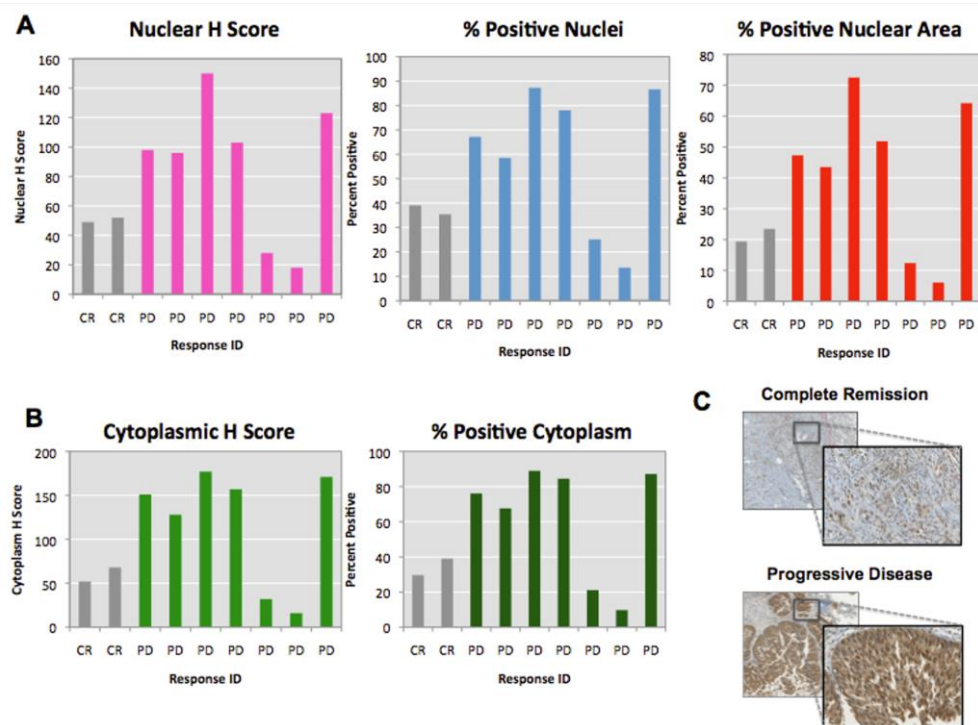 A
Nuclear H Score
Nuclear H Score
160
140
120
100
80
60
40
20
0
CR CR PD PD PD PD PD PD PD
Response ID
% Positive Nuclei
Percent Positive
100
90
80
70
60
50
40
30
20
10
0
CR CR PD PD PD PD PD PD PD
Response ID
% Positive Nuclear Area
Percent Positive
80
70
60
50
40
30
20
10
0
CR CR PD PD PD PD PD PD PD
Response ID
B
Cytoplasmic H Score
Cytoplasm H Score
200
150
100
50
0
CR CR PD PD PD PD PD PD PD
Response ID
% Positive Cytoplasm
Percent Positive
100
80
60
40
20
0
CR CR PD PD PD PD PD PD PD
Response ID
C
Complete Remission
Progressive Disease